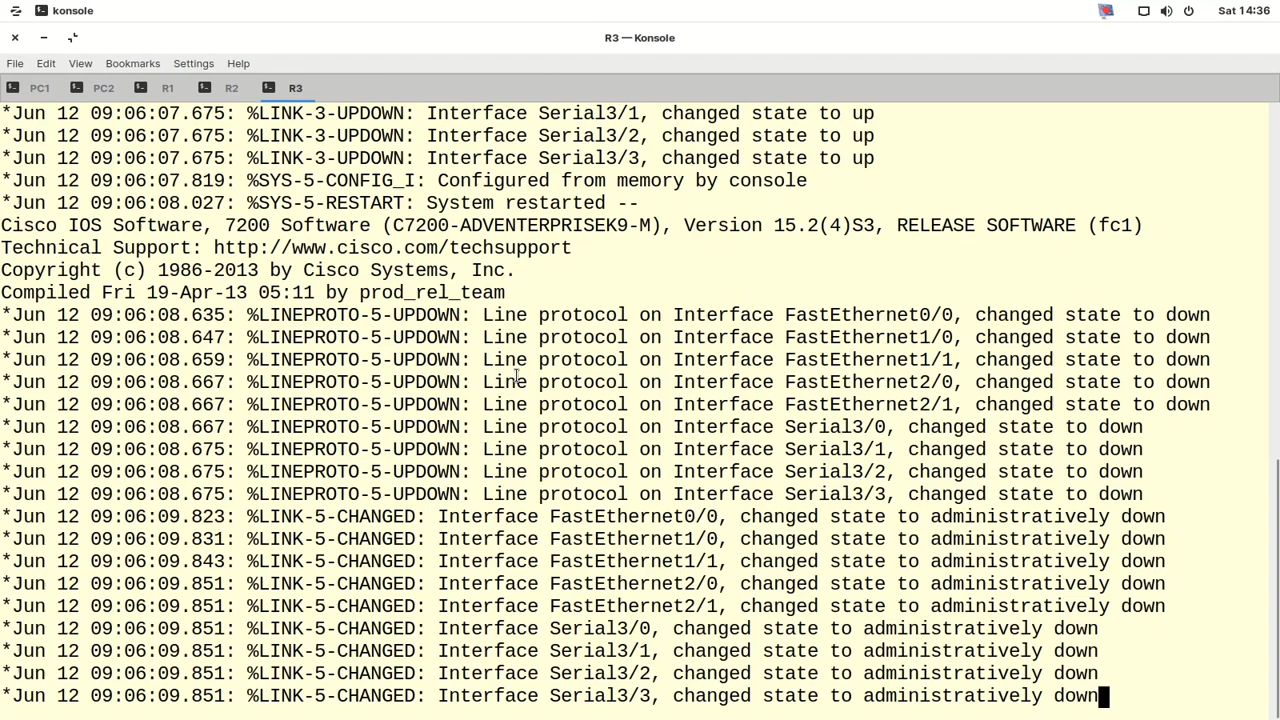 konsole
Sat 14:36
R3 — Konsole
File Edit View Bookmarks Settings Help
PC1 PC2 R1 R2 R3
*Jun 12 09:06:07.675: %LINK-3-UPDOWN: Interface Serial3/1, changed state to up
*Jun 12 09:06:07.675: %LINK-3-UPDOWN: Interface Serial3/2, changed state to up
*Jun 12 09:06:07.675: %LINK-3-UPDOWN: Interface Serial3/3, changed state to up
*Jun 12 09:06:07.819: %SYS-5-CONFIG_I: Configured from memory by console
*Jun 12 09:06:08.027: %SYS-5-RESTART: System restarted --
Cisco IOS Software, 7200 Software (C7200-ADVENTERPRISEK9-M), Version 15.2(4)S3, RELEASE SOFTWARE (fc1)
Technical Support: http://www.cisco.com/techsupport
Copyright (c) 1986-2013 by Cisco Systems, Inc.
Compiled Fri 19-Apr-13 05:11 by prod_rel_team
*Jun 12 09:06:08.635: %LINEPROTO-5-UPDOWN: Line protocol on Interface FastEthernet0/0, changed state to down
*Jun 12 09:06:08.647: %LINEPROTO-5-UPDOWN: Line protocol on Interface FastEthernet1/0, changed state to down
*Jun 12 09:06:08.659: %LINEPROTO-5-UPDOWN: Line protocol on Interface FastEthernet1/1, changed state to down
*Jun 12 09:06:08.667: %LINEPROTO-5-UPDOWN: Line protocol on Interface FastEthernet2/0, changed state to down
*Jun 12 09:06:08.667: %LINEPROTO-5-UPDOWN: Line protocol on Interface FastEthernet2/1, changed state to down
*Jun 12 09:06:08.667: %LINEPROTO-5-UPDOWN: Line protocol on Interface Serial3/0, changed state to down
*Jun 12 09:06:08.675: %LINEPROTO-5-UPDOWN: Line protocol on Interface Serial3/1, changed state to down
*Jun 12 09:06:08.675: %LINEPROTO-5-UPDOWN: Line protocol on Interface Serial3/2, changed state to down
*Jun 12 09:06:08.675: %LINEPROTO-5-UPDOWN: Line protocol on Interface Serial3/3, changed state to down
*Jun 12 09:06:09.823: %LINK-5-CHANGED: Interface FastEthernet0/0, changed state to administratively down
*Jun 12 09:06:09.831: %LINK-5-CHANGED: Interface FastEthernet1/0, changed state to administratively down
*Jun 12 09:06:09.843: %LINK-5-CHANGED: Interface FastEthernet1/1, changed state to administratively down
*Jun 12 09:06:09.851: %LINK-5-CHANGED: Interface FastEthernet2/0, changed state to administratively down
*Jun 12 09:06:09.851: %LINK-5-CHANGED: Interface FastEthernet2/1, changed state to administratively down
*Jun 12 09:06:09.851: %LINK-5-CHANGED: Interface Serial3/0, changed state to administratively down
*Jun 12 09:06:09.851: %LINK-5-CHANGED: Interface Serial3/1, changed state to administratively down
*Jun 12 09:06:09.851: %LINK-5-CHANGED: Interface Serial3/2, changed state to administratively down
*Jun 12 09:06:09.851: %LINK-5-CHANGED: Interface Serial3/3, changed state to administratively down